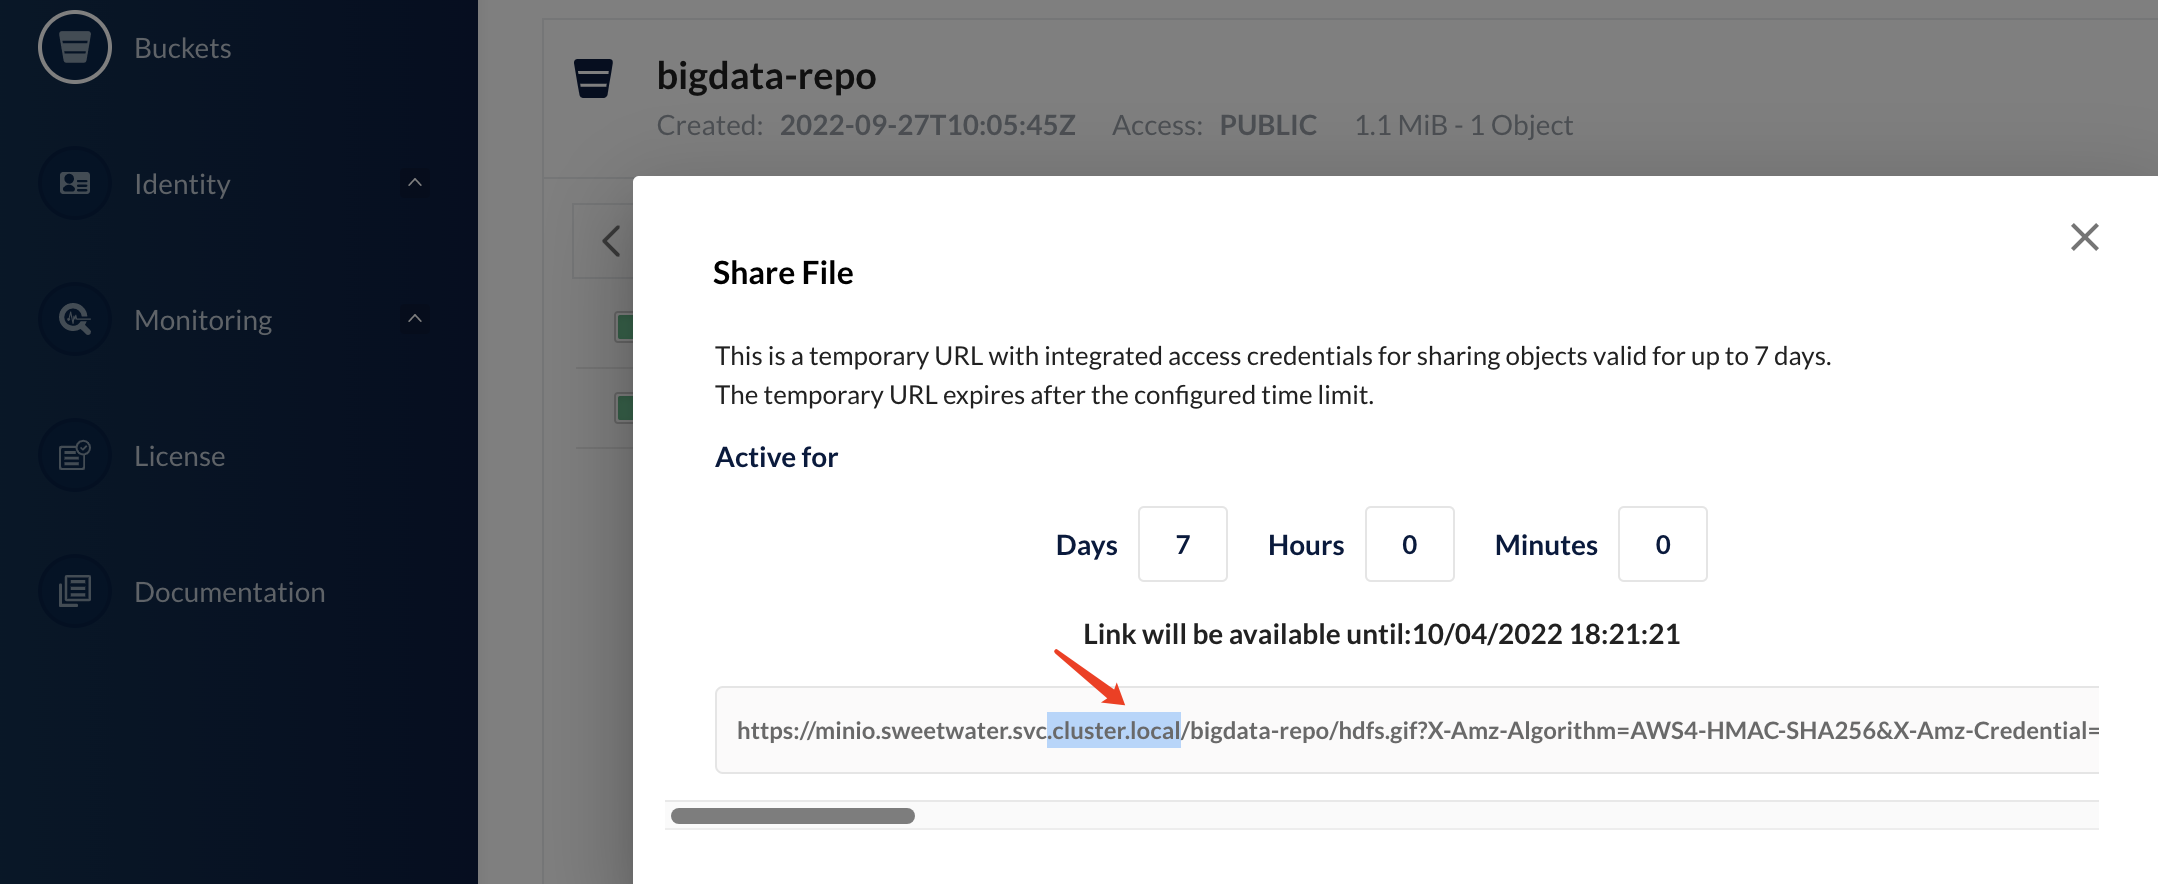 Buckets
Identity
Monitoring
License
Documentation
bigdata-repo
Created: 2022-09-27T10:05:45Z Access: PUBLIC 1.1 MiB - 1 Object
Share File
This is a temporary URL with integrated access credentials for sharing objects valid for up to 7 days.
The temporary URL expires after the configured time limit.
Active for
Days 7 Hours 0 Minutes 0
Link will be available until:10/04/2022 18:21:21
https://minio.sweetwater.svc.cluster.local/bigdata-repo/hdfs.gif?X-Amz-Algorithm=AWS4-HMAC-SHA256&X-Amz-Credential=